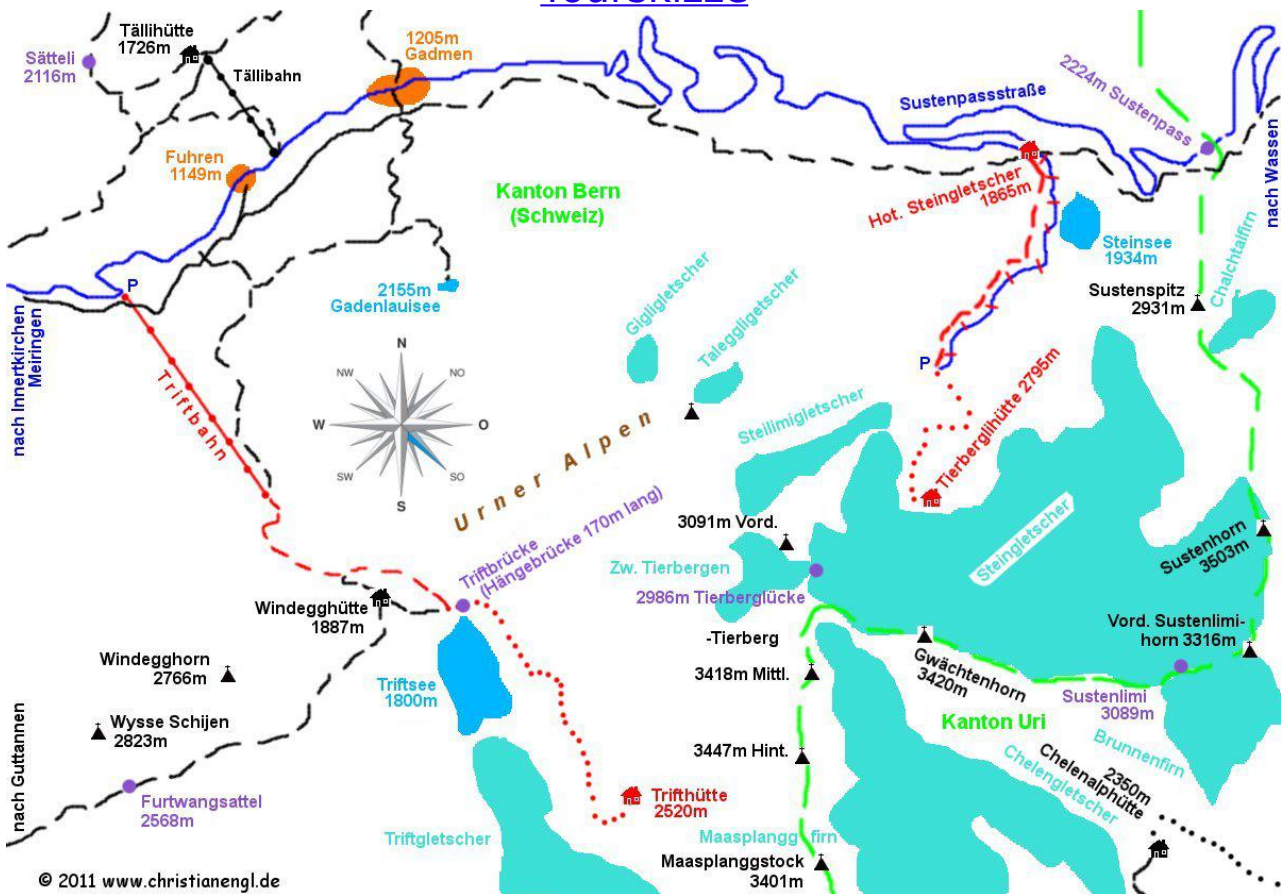 Tourskizze
Tällihütte
1726m
Sätteli
2116m
Tällibahn
1205m
Gadmen
Sustenpassstraße
2224m Sustenpass
nach Wassen
Fuhren
1149m
Kanton Bern
(Schweiz)
Hot. Steingletscher
1865m
Steinsee
1934m
Chalchtalfirn
P
2155m
Gadenlauisee
Sustenspitz
2931m
nach Innertkirchen
Meiringen
Gigligletscher
Taleggligetscher
Triftbahn
N
NW
NO
W
O
SW
SO
S
P
Tierberglihütte 2795m
Steilimigletscher
Urner Alpen
Steingletscher
3091m Vord.
Sustenhorn
3503m
Triftbrücke
(Hängebrücke 170m lang)
Zw. Tierbergen
2986m Tierberglücke
Windegghütte
1887m
-Tierberg
Vord. Sustenlimi-
horn 3316m
Windegghorn
2766m
Triftsee
1800m
3418m Mittl.
Gwächtenhorn
3420m
Sustenlimi
3089m
Wysse Schijen
2823m
Kanton Uri
3447m Hint.
Brunnenfirn
Chelengletscher
Chelenalphütte
2350m
nach Guttannen
Furtwangsattel
2568m
Trifthütte
2520m
Triftgletscher
Maasplangg firn
Maasplanggstock
3401m
© 2011 www.christianengl.de